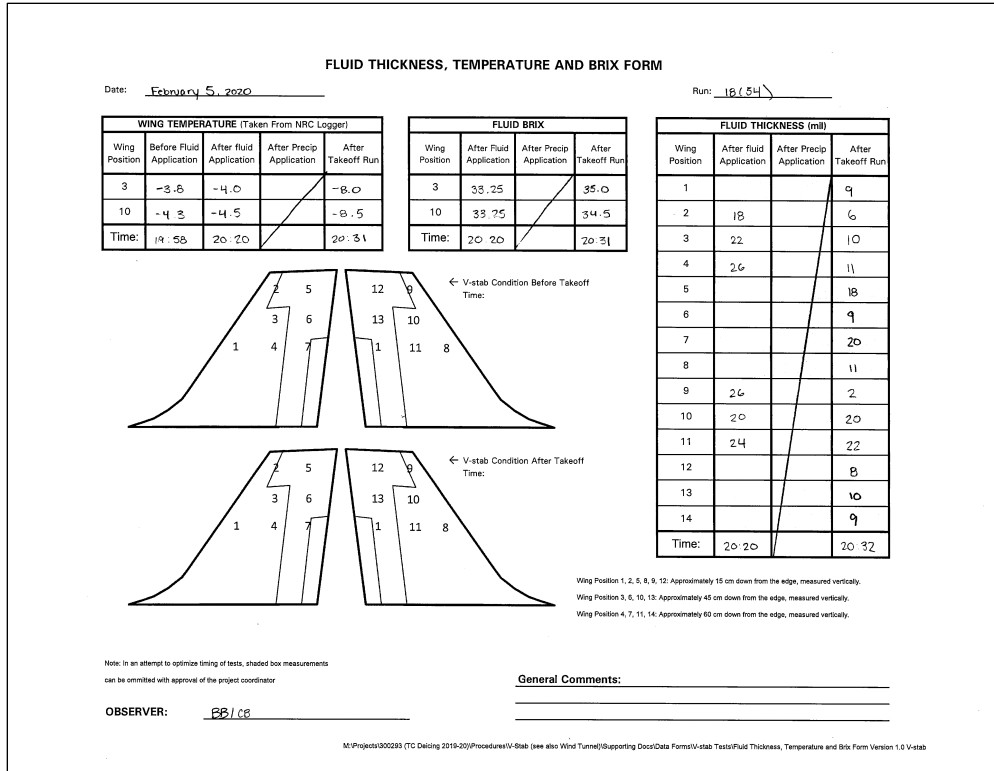 FLUID THICKNESS, TEMPERATURE AND BRIX FORM
Date: February 5, 2020 Run: 18(54)
WING TEMPERATURE (Taken From NRC Logger)
Wing Position Before Fluid Application After fluid Application After Precip Application After Takeoff Run
3 -3.8 -4.0 -8.0
10 -4.3 -4.5 -8.5
Time: 19:58 20:20 20:31
FLUID BRIX
Wing Position After Fluid Application After Precip Application After Takeoff Run
3 33.25 35.0
10 33.75 34.5
Time: 20:20 20:31
FLUID THICKNESS (mil)
Wing Position After fluid Application After Precip Application After Takeoff Run
1 9
2 18 6
3 22 10
4 26 11
5 18
6 9
7 20
8 11
9 26 2
10 20 20
11 24 22
12 8
13 10
14 9
Time: 20:20 20:32
← V-stab Condition Before Takeoff
Time:
2 5 12 9
3 6 13 10
1 4 7 1 11 8
← V-stab Condition After Takeoff
Time:
2 5 12 9
3 6 13 10
1 4 7 1 11 8
Wing Position 1, 2, 5, 8, 9, 12: Approximately 15 cm down from the edge, measured vertically.
Wing Position 3, 6, 10, 13: Approximately 45 cm down from the edge, measured vertically.
Wing Position 4, 7, 11, 14: Approximately 60 cm down from the edge, measured vertically.
Note: In an attempt to optimize timing of tests, shaded box measurements
can be ommitted with approval of the project coordinator
General Comments:
OBSERVER: BB/CB
M:\Projects\300293 (TC Deicing 2019-20)\Procedures\V-Stab (see also Wind Tunnel)\Supporting Docs\Data Forms\V-stab Tests\Fluid Thickness, Temperature and Brix Form Version 1.0 V-stab